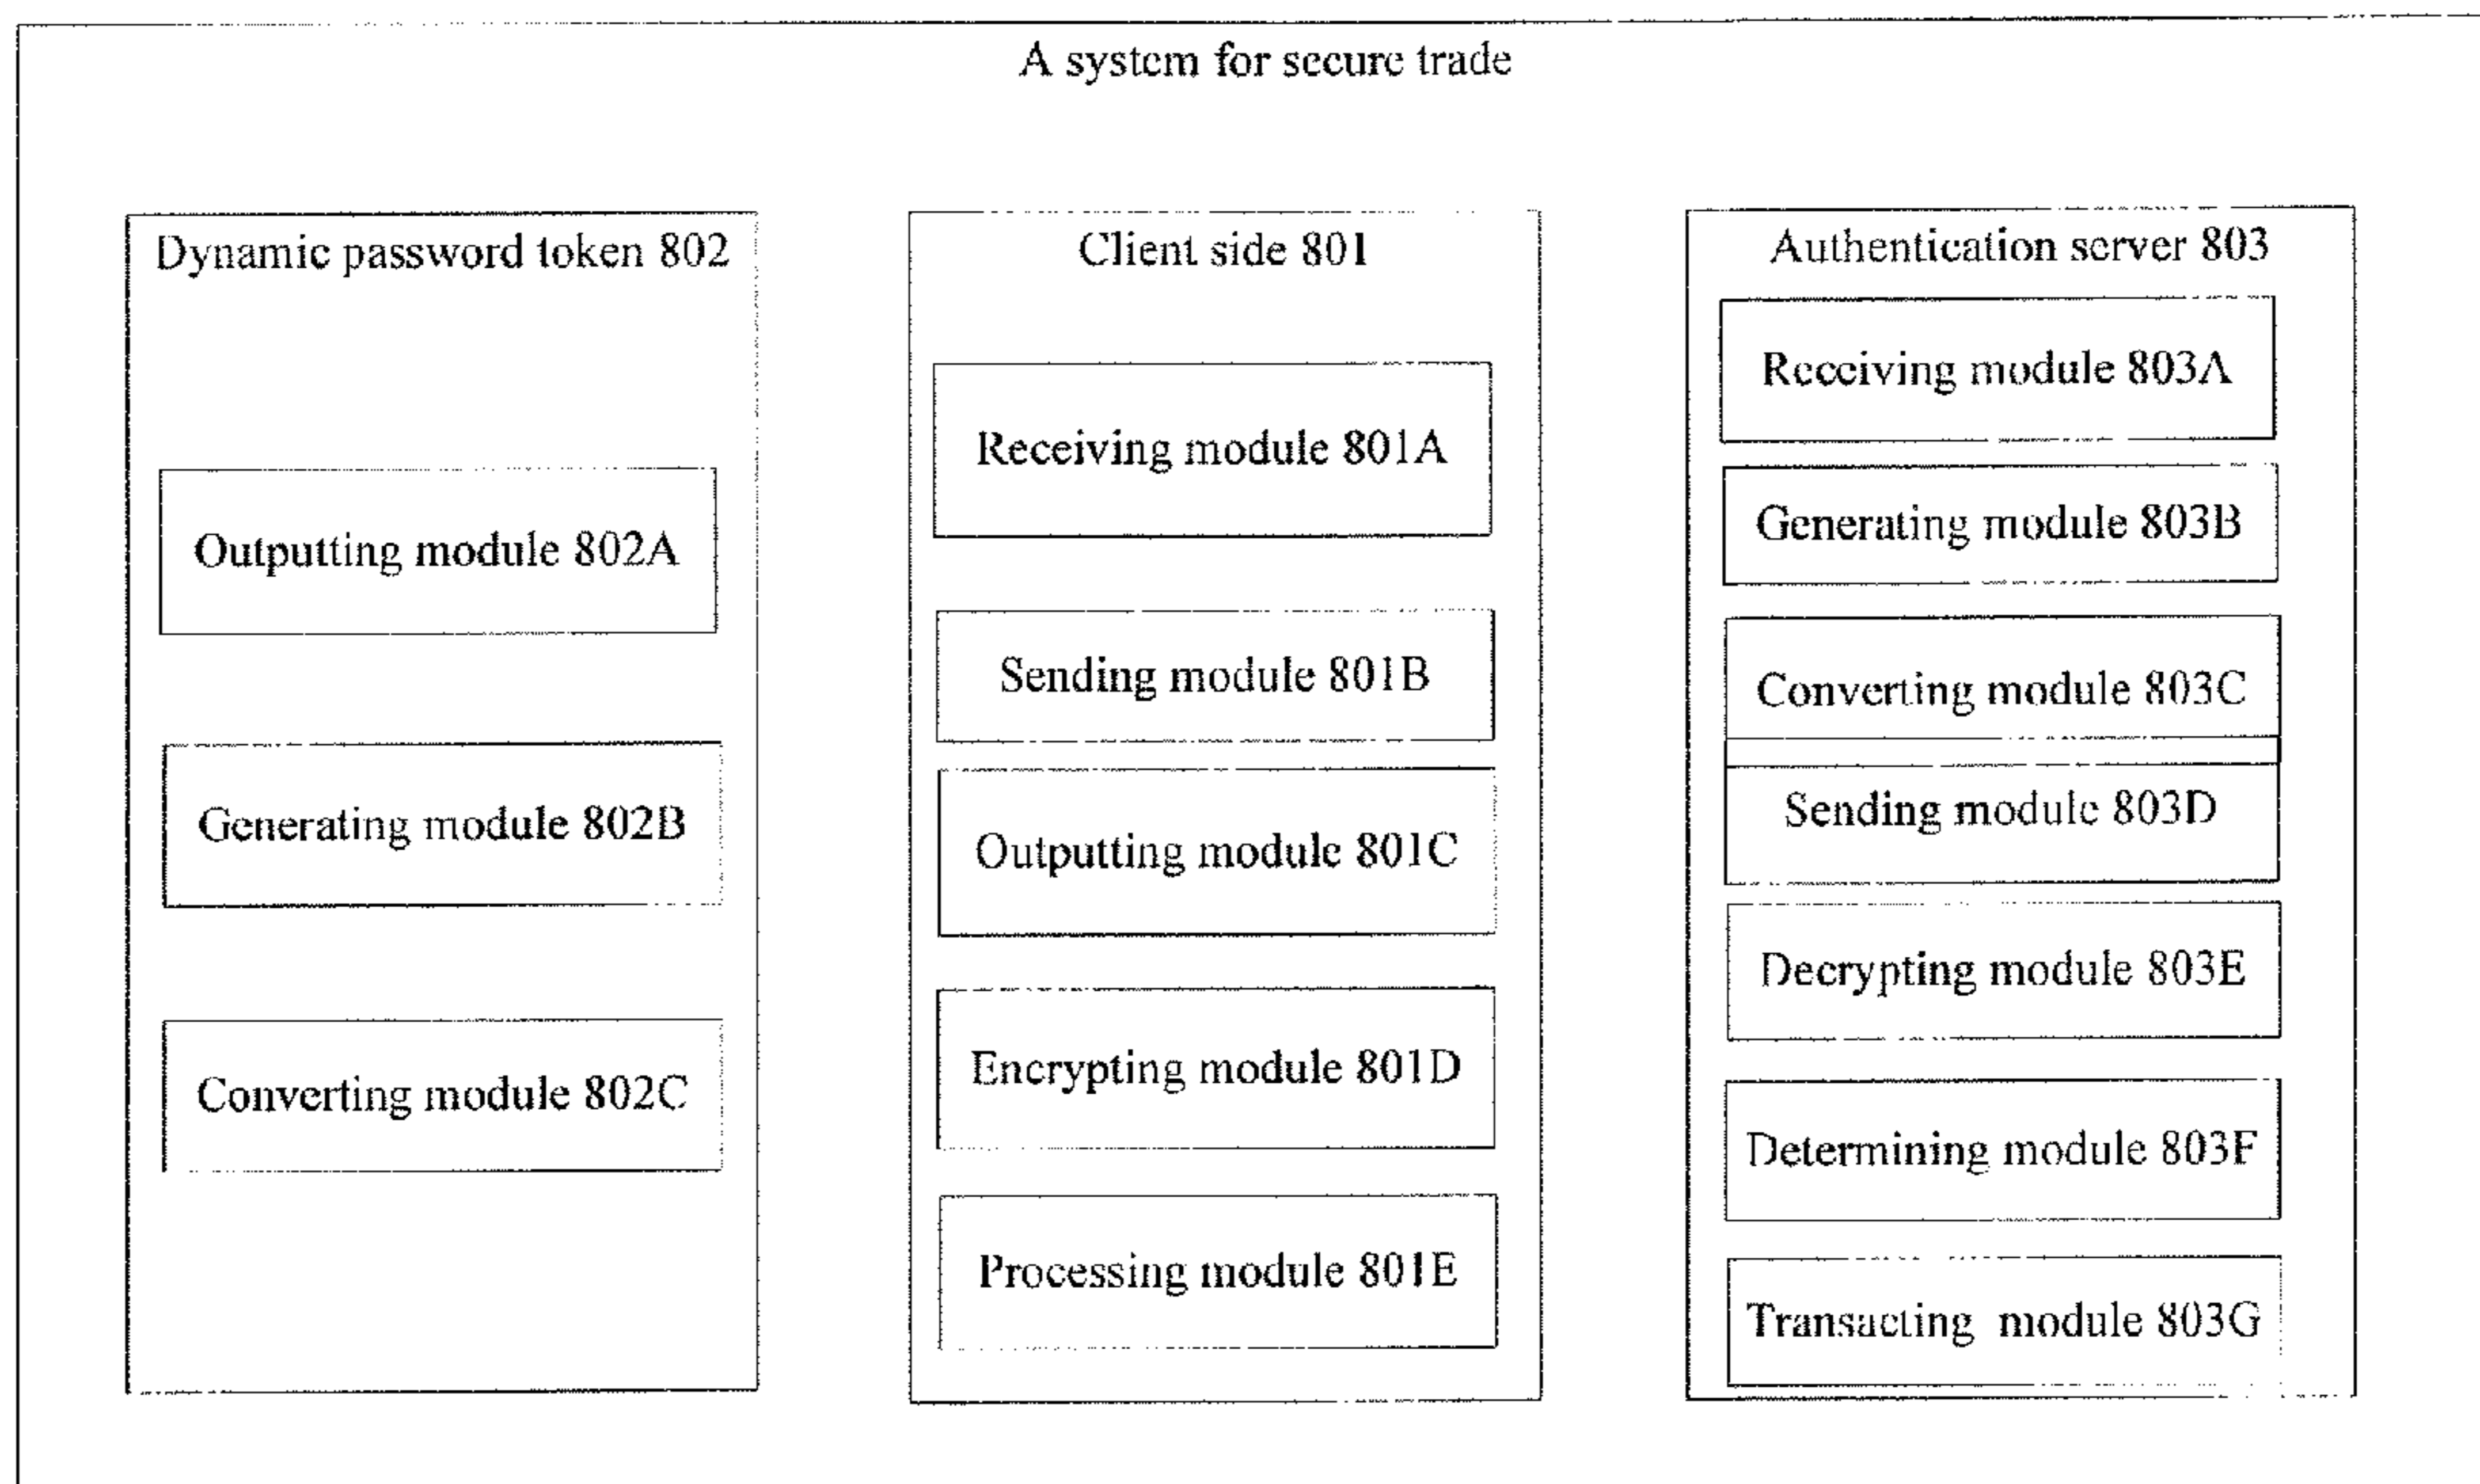 A system for secure trade
Dynamic password token 802
Outputting module 802A
Generating module 802B
Converting module 802C
Client side 801
Receiving module 801A
Sending module 801B
Outputting module 801C
Encrypting module 801D
Processing module 801E
Authentication server 803
Receiving module 803A
Generating module 803B
Converting module 803C
Sending module 803D
Decrypting module 803E
Determining module 803F
Transacting module 803G